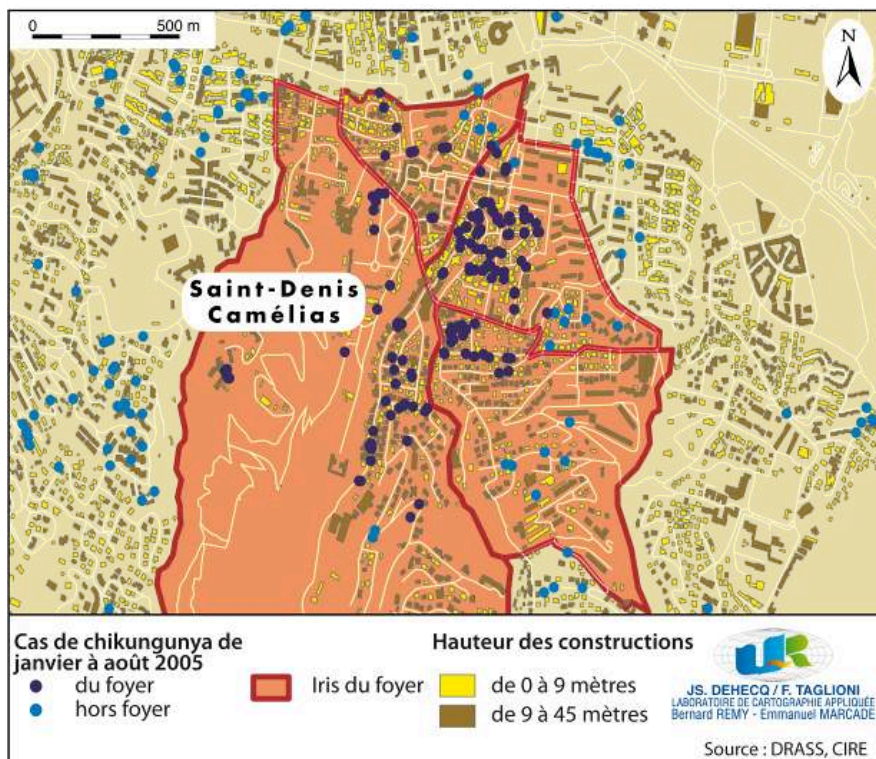 0 500 m
N
Saint-Denis
Camélias
Cas de chikungunya de
janvier à août 2005
du foyer
hors foyer
Iris du foyer
Hauteur des constructions
de 0 à 9 mètres
de 9 à 45 mètres
UR
JS. DEHECQ / F. TAGLIONI
LABORATOIRE DE CARTOGRAPHIE APPLIQUÉE
Bernard REMY - Emmanuel MARCADE
Source : DRASS, CIRE